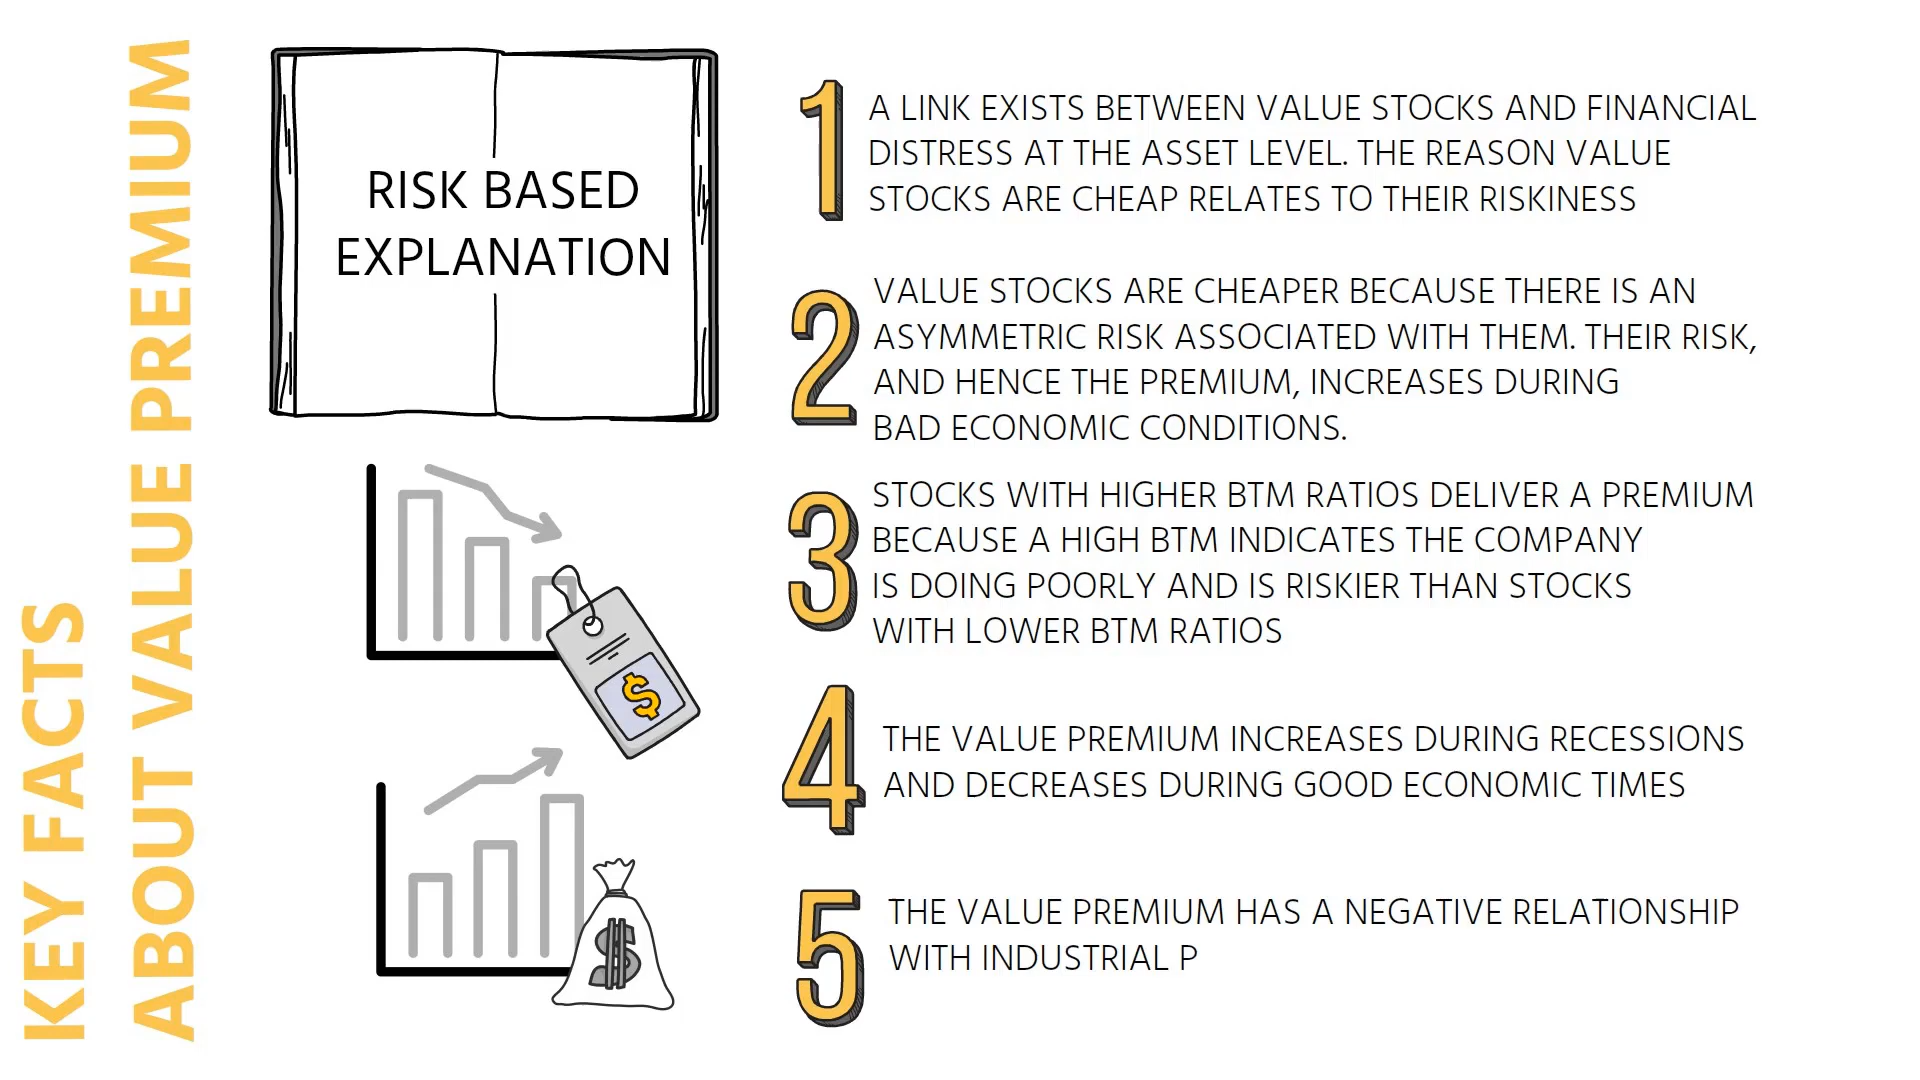 KEY FACTS
ABOUT VALUE PREMIUM
RISK BASED
EXPLANATION
1
A LINK EXISTS BETWEEN VALUE STOCKS AND FINANCIAL
DISTRESS AT THE ASSET LEVEL. THE REASON VALUE
STOCKS ARE CHEAP RELATES TO THEIR RISKINESS
2
VALUE STOCKS ARE CHEAPER BECAUSE THERE IS AN
ASYMMETRIC RISK ASSOCIATED WITH THEM. THEIR RISK,
AND HENCE THE PREMIUM, INCREASES DURING
BAD ECONOMIC CONDITIONS.
3
STOCKS WITH HIGHER BTM RATIOS DELIVER A PREMIUM
BECAUSE A HIGH BTM INDICATES THE COMPANY
IS DOING POORLY AND IS RISKIER THAN STOCKS
WITH LOWER BTM RATIOS
4
THE VALUE PREMIUM INCREASES DURING RECESSIONS
AND DECREASES DURING GOOD ECONOMIC TIMES
5
THE VALUE PREMIUM HAS A NEGATIVE RELATIONSHIP
WITH INDUSTRIAL P
$
$